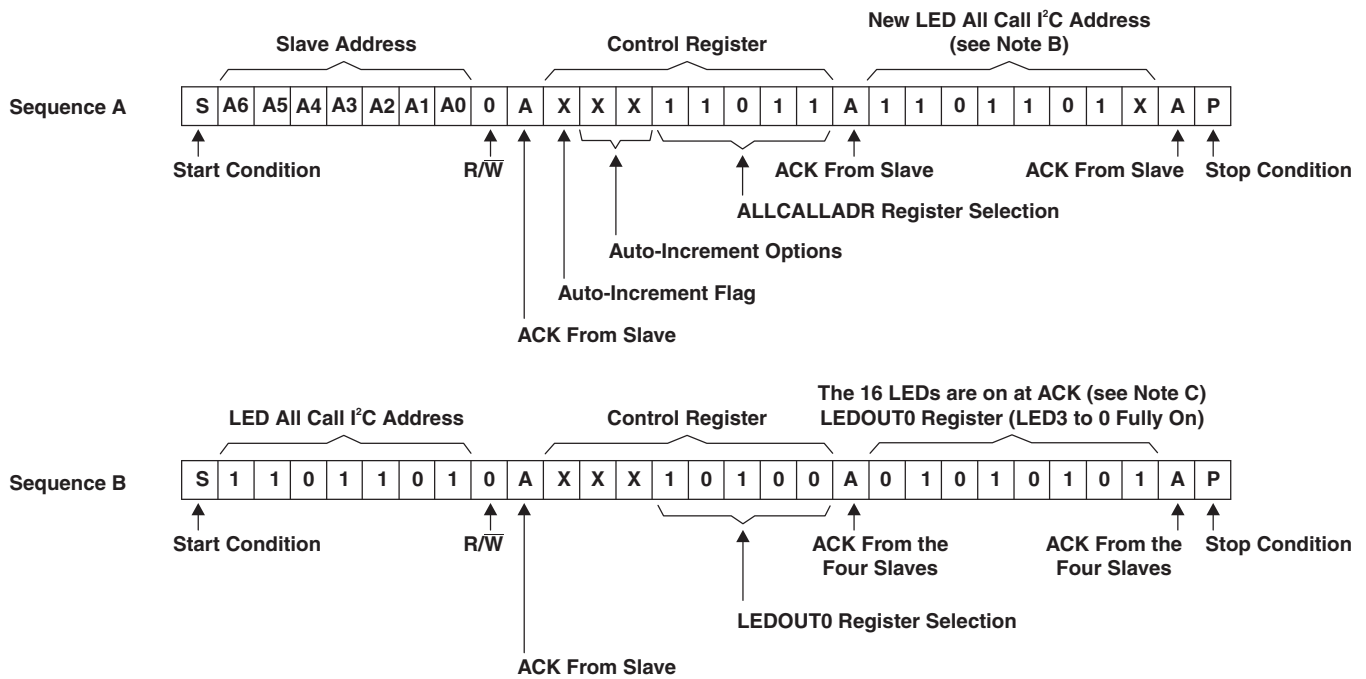 New LED All Call I²C Address
Slave Address Control Register (see Note B)
Sequence A S A6 A5 A4 A3 A2 A1 A0 0 A X X X 1 1 0 1 1 A 1 1 0 1 1 0 1 X A P
Start Condition R/W̅ ACK From Slave ACK From Slave Stop Condition
ALLCALLADR Register Selection
Auto-Increment Options
Auto-Increment Flag
ACK From Slave
The 16 LEDs are on at ACK (see Note C)
LED All Call I²C Address Control Register LEDOUT0 Register (LED3 to 0 Fully On)
Sequence B S 1 1 0 1 1 0 1 0 A X X X 1 0 1 0 0 A 0 1 0 1 0 1 0 1 A P
Start Condition R/W̅ ACK From the ACK From the Stop Condition
Four Slaves Four Slaves
LEDOUT0 Register Selection
ACK From Slave